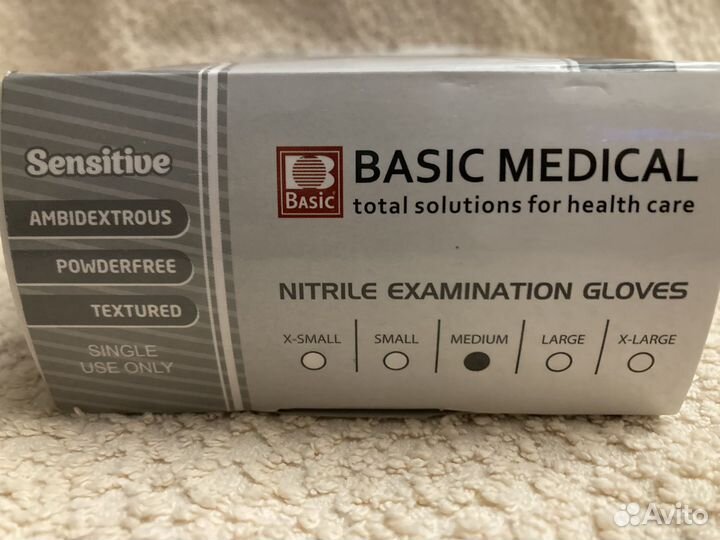 Sensitive
AMBIDEXTROUS
POWDERFREE
TEXTURED
SINGLE
USE ONLY
B
BASIC
BASIC MEDICAL
total solutions for health care
NITRILE EXAMINATION GLOVES
X-SMALL SMALL MEDIUM LARGE X-LARGE
Avito